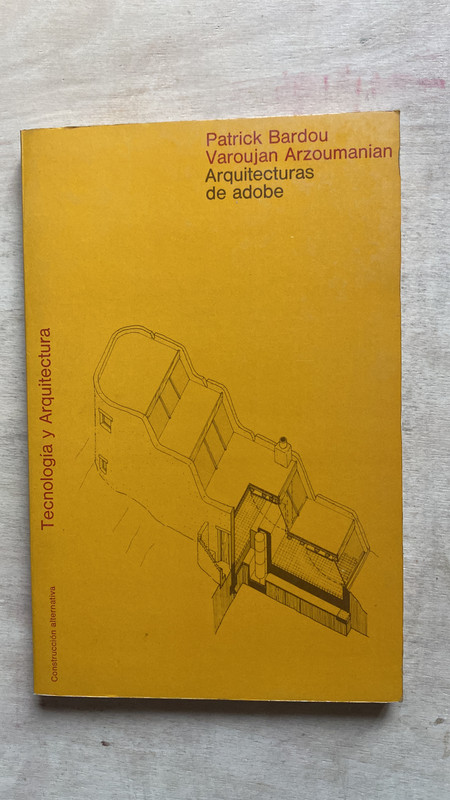 Patrick Bardou
Varoujan Arzoumanian
Arquitecturas
de adobe
Tecnología y Arquitectura
Construcción alternativa